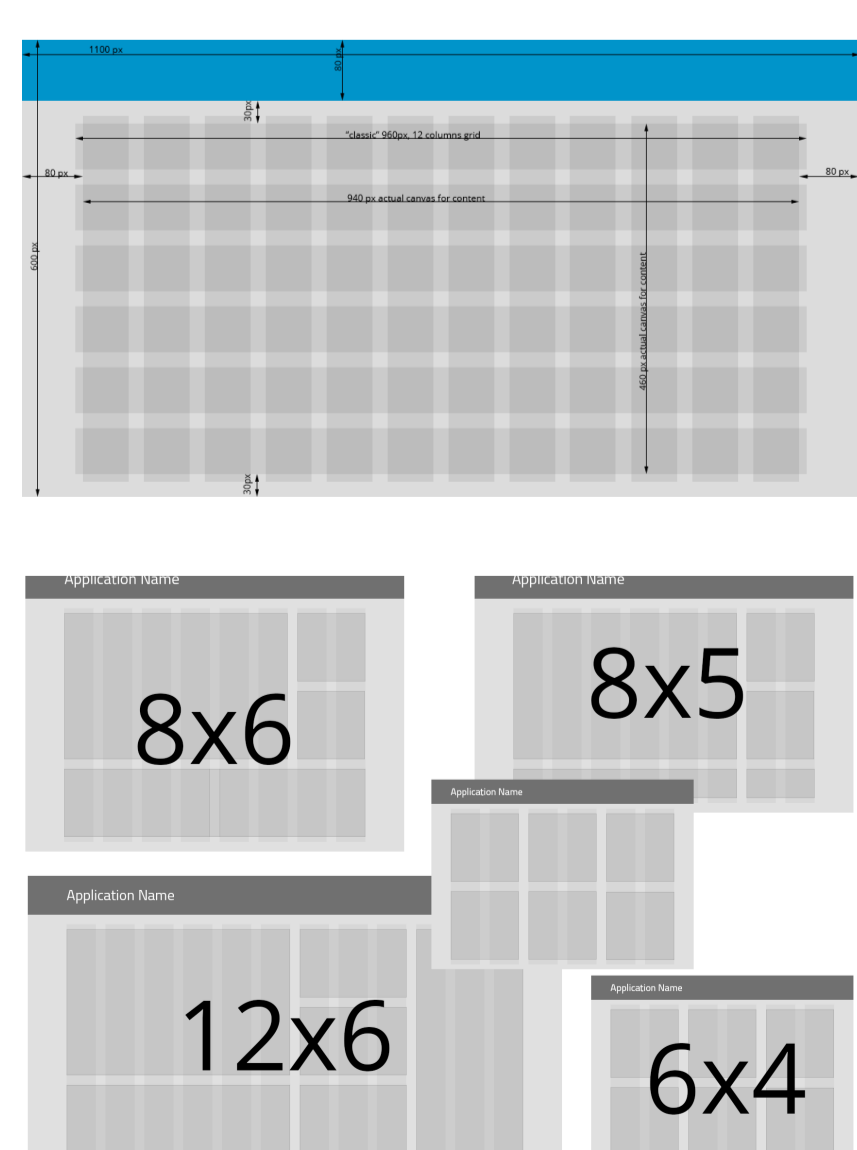 1100 px
80 px
30px
"classic" 960px, 12 columns grid
80 px
80 px
940 px actual canvas for content
600 px
460 px actual canvas for content
30px
Application Name
Application Name
8x6
8x5
Application Name
Application Name
12x6
Application Name
6x4